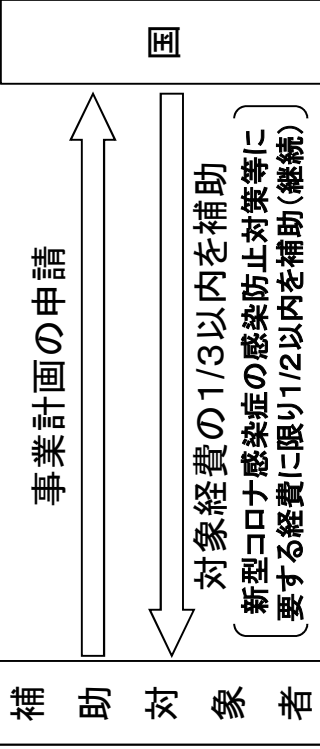 国
事業計画の申請
対象経費の1/3以内を補助
新型コロナ感染症の感染防止対策等に
要する経費に限り1/2以内を補助(継続)
補助対象者